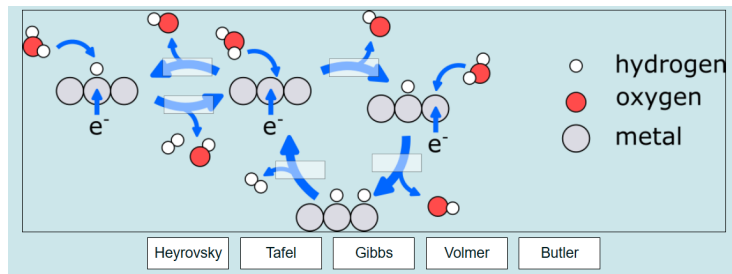 hydrogen
oxygen
metal
e-
e-
e-
Heyrovsky
Tafel
Gibbs
Volmer
Butler